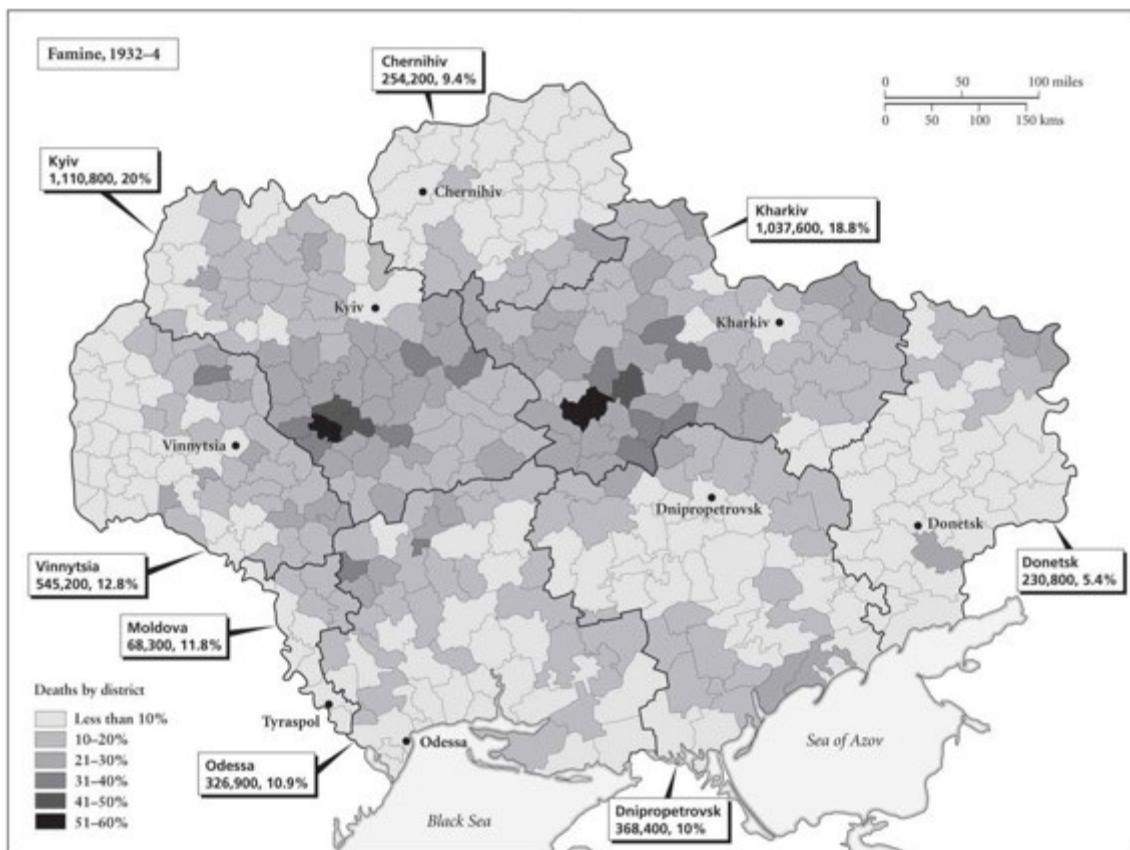 Famine, 1932–4
Chernihiv
254,200, 9.4%
0 50 100 miles
0 50 100 150 kms
Kyiv
1,110,800, 20%
Chernihiv
Kharkiv
1,037,600, 18.8%
Kyiv
Kharkiv
Vinnytsia
Dnipropetrovsk
Donetsk
Vinnytsia
545,200, 12.8%
Donetsk
230,800, 5.4%
Moldova
68,300, 11.8%
Deaths by district
Less than 10%
10–20%
21–30%
31–40%
41–50%
51–60%
Tyraspol
Odessa
Sea of Azov
Odessa
326,900, 10.9%
Black Sea
Dnipropetrovsk
368,400, 10%